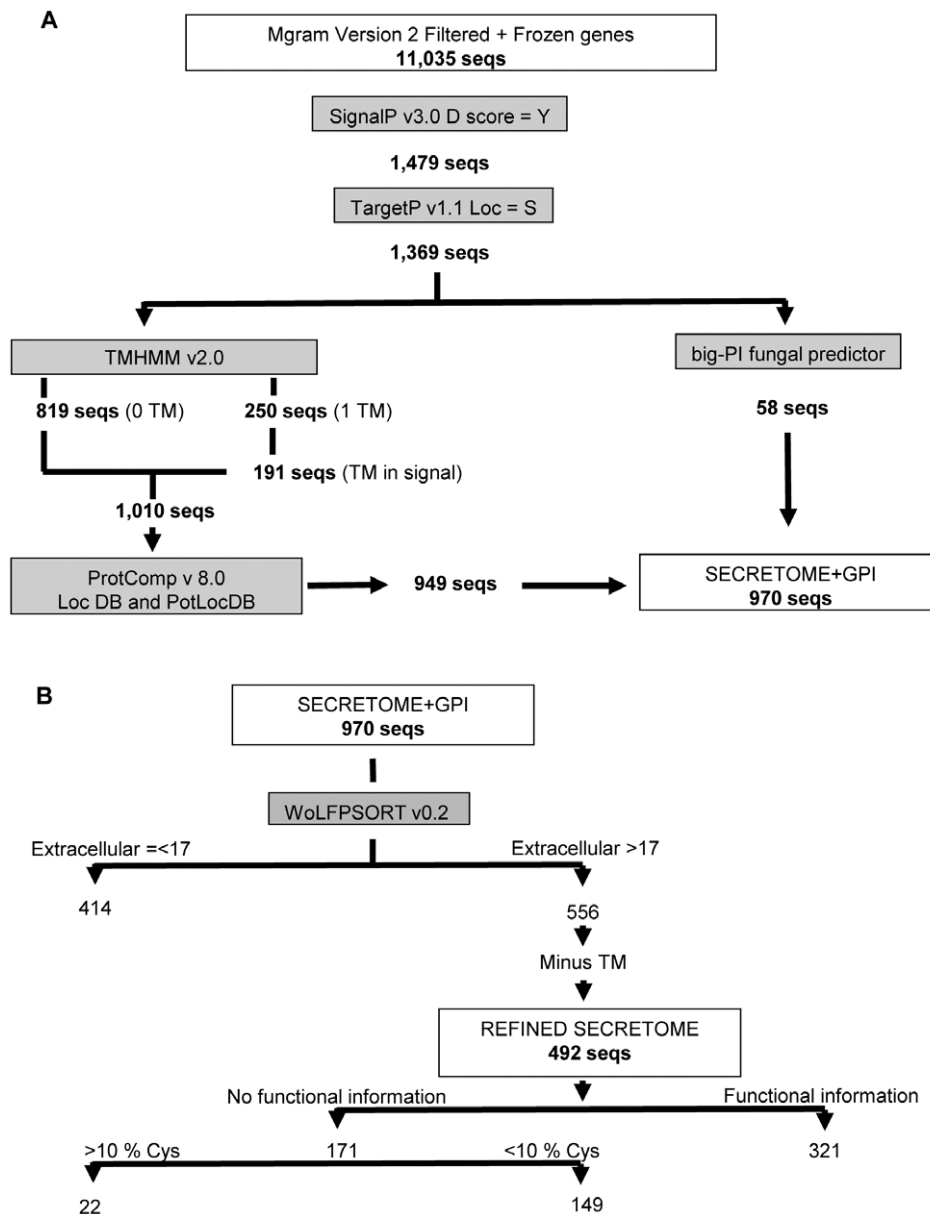 A
Mgram Version 2 Filtered + Frozen genes
11,035 seqs
SignalP v3.0 D score = Y
1,479 seqs
TargetP v1.1 Loc = S
1,369 seqs
TMHMM v2.0
big-PI fungal predictor
819 seqs (0 TM)
250 seqs (1 TM)
58 seqs
191 seqs (TM in signal)
1,010 seqs
ProtComp v 8.0
Loc DB and PotLocDB
949 seqs
SECRETOME+GPI
970 seqs
B
SECRETOME+GPI
970 seqs
WoLFPSORT v0.2
Extracellular =<17
Extracellular >17
414
556
Minus TM
REFINED SECRETOME
492 seqs
No functional information
Functional information
>10 % Cys
171
<10 % Cys
321
22
149